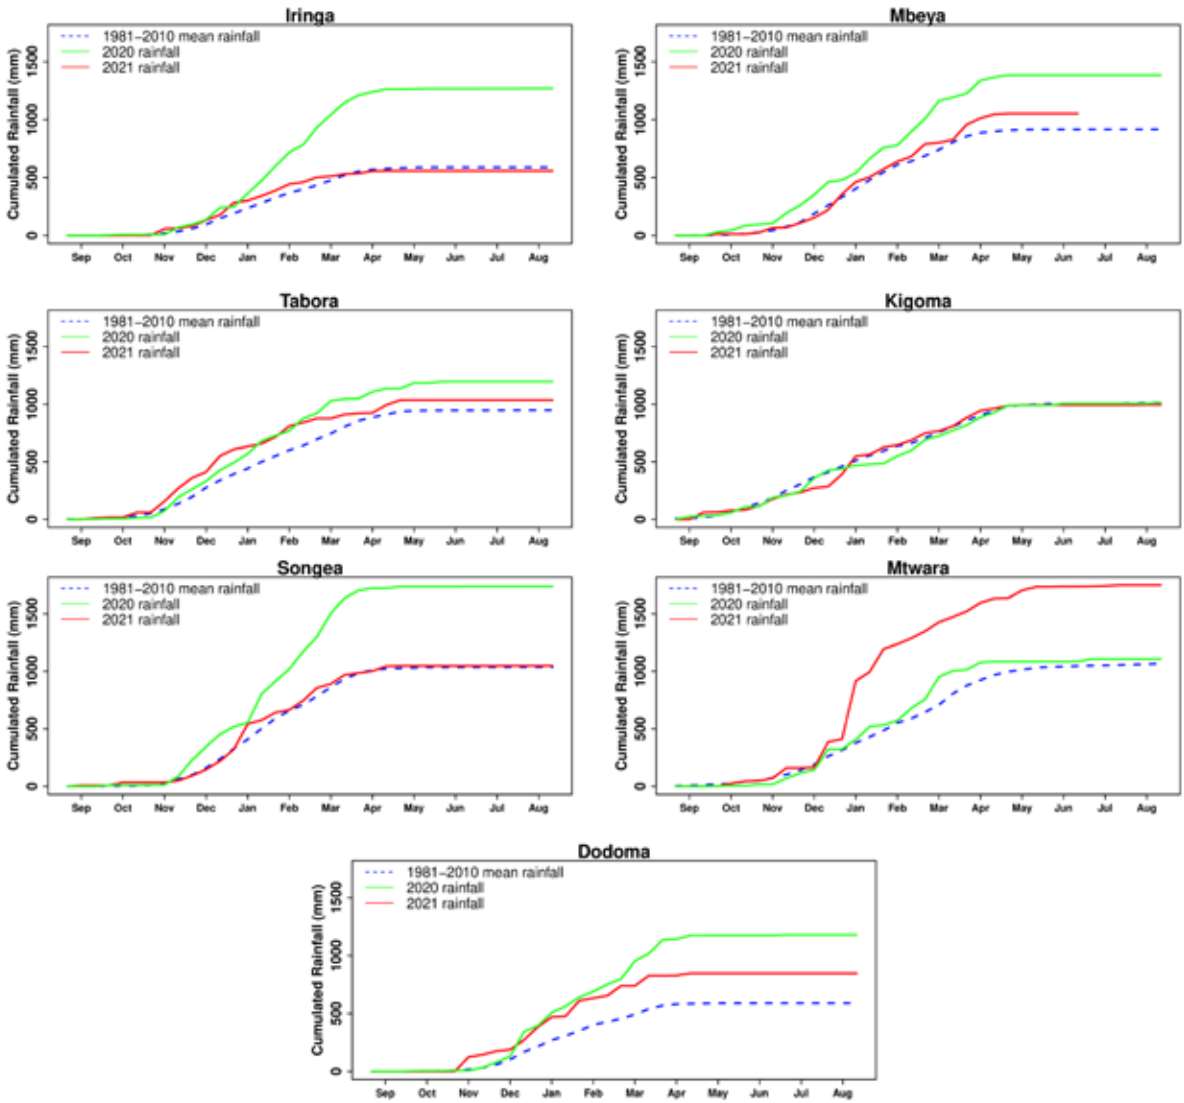 Iringa
1981−2010 mean rainfall
2020 rainfall
2021 rainfall
Cumulated Rainfall (mm)
1500
1000
500
0
Sep Oct Nov Dec Jan Feb Mar Apr May Jun Jul Aug
Mbeya
1981−2010 mean rainfall
2020 rainfall
2021 rainfall
Cumulated Rainfall (mm)
1500
1000
500
0
Sep Oct Nov Dec Jan Feb Mar Apr May Jun Jul Aug
Tabora
1981−2010 mean rainfall
2020 rainfall
2021 rainfall
Cumulated Rainfall (mm)
1500
1000
500
0
Sep Oct Nov Dec Jan Feb Mar Apr May Jun Jul Aug
Kigoma
1981−2010 mean rainfall
2020 rainfall
2021 rainfall
Cumulated Rainfall (mm)
1500
1000
500
0
Sep Oct Nov Dec Jan Feb Mar Apr May Jun Jul Aug
Songea
1981−2010 mean rainfall
2020 rainfall
2021 rainfall
Cumulated Rainfall (mm)
1500
1000
500
0
Sep Oct Nov Dec Jan Feb Mar Apr May Jun Jul Aug
Mtwara
1981−2010 mean rainfall
2020 rainfall
2021 rainfall
Cumulated Rainfall (mm)
1500
1000
500
0
Sep Oct Nov Dec Jan Feb Mar Apr May Jun Jul Aug
Dodoma
1981−2010 mean rainfall
2020 rainfall
2021 rainfall
Cumulated Rainfall (mm)
1500
1000
500
0
Sep Oct Nov Dec Jan Feb Mar Apr May Jun Jul Aug